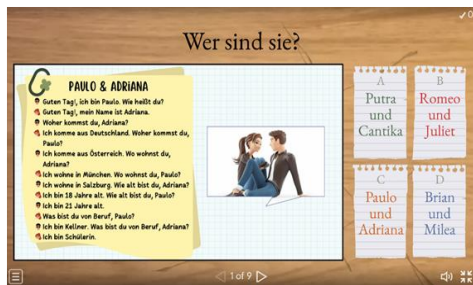 ✓0
Wer sind sie?
PAULO & ADRIANA
Guten Tag!, ich bin Paulo. Wie heißt du?
Guten Tag!, mein Name ist Adriana.
Woher kommst du, Adriana?
Ich komme aus Deutschland. Woher kommst du,
Paulo?
Ich komme aus Österreich. Wo wohnst du,
Adriana?
Ich wohne in München. Wo wohnst du, Paulo?
Ich wohne in Salzburg. Wie alt bist du, Adriana?
Ich bin 18 Jahre alt. Wie alt bist du, Paulo?
Ich bin 21 Jahre alt.
Was bist du von Beruf, Paulo?
Ich bin Kellner. Was bist du von Beruf, Adriana?
Ich bin Schülerin.
A
Putra
und
Cantika
B
Romeo
und
Juliet
C
Paulo
und
Adriana
D
Brian
und
Milea
1 of 9